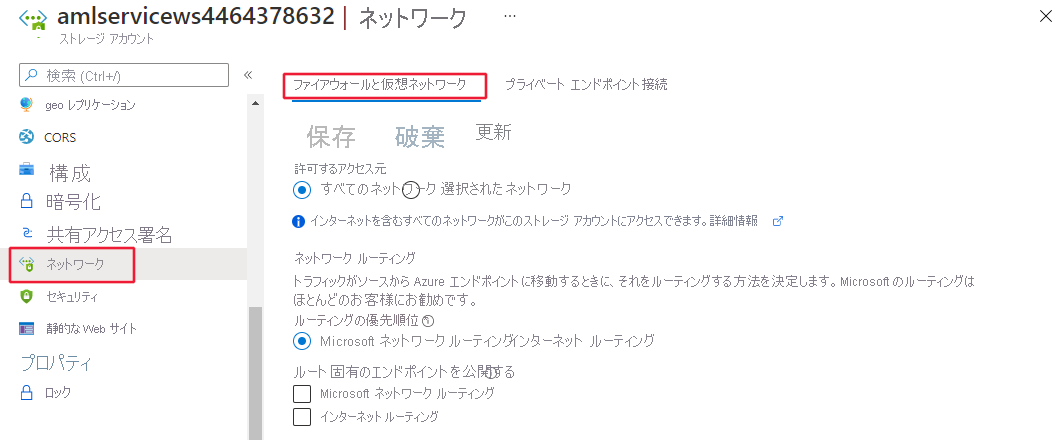 amlservicews4464378632 | ネットワーク ...
ストレージ アカウント
検索 (Ctrl+/)
geo レプリケーション
CORS
構成
暗号化
共有アクセス署名
ネットワーク
セキュリティ
静的な Web サイト
プロパティ
ロック
ファイアウォールと仮想ネットワーク プライベート エンドポイント接続
保存 破棄 更新
許可するアクセス元
すべてのネットワーク 選択されたネットワーク
インターネットを含むすべてのネットワークがこのストレージ アカウントにアクセスできます。詳細情報
ネットワーク ルーティング
トラフィックがソースから Azure エンドポイントに移動するときに、それをルーティングする方法を決定します。Microsoft のルーティングは
ほとんどのお客様にお勧めです。
ルーティングの優先順位
Microsoft ネットワーク ルーティングインターネット ルーティング
ルート固有のエンドポイントを公開する
Microsoft ネットワーク ルーティング
インターネット ルーティング